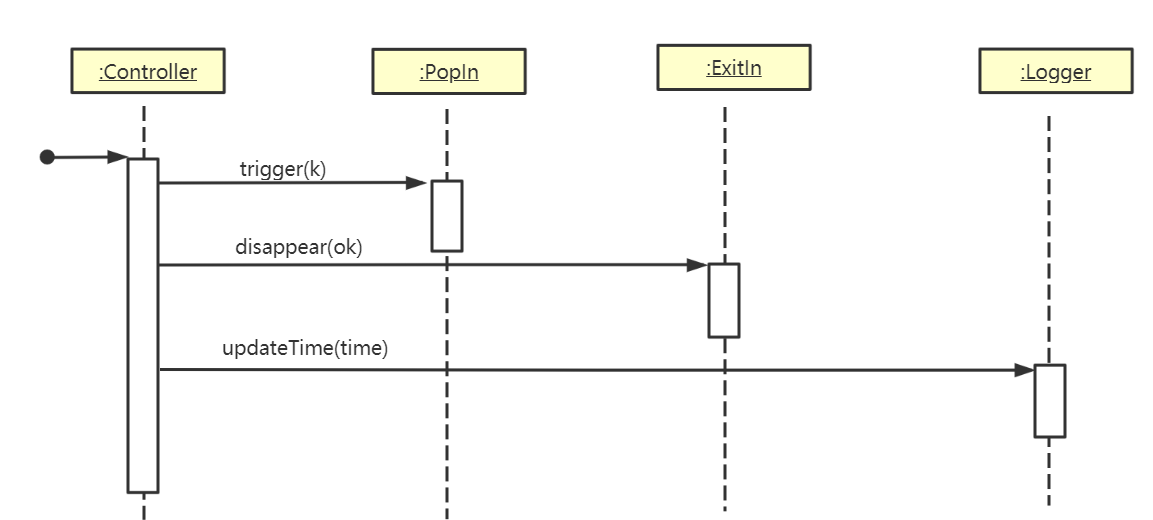 :Controller
:PopIn
:ExitIn
:Logger
trigger(k)
disappear(ok)
updateTime(time)